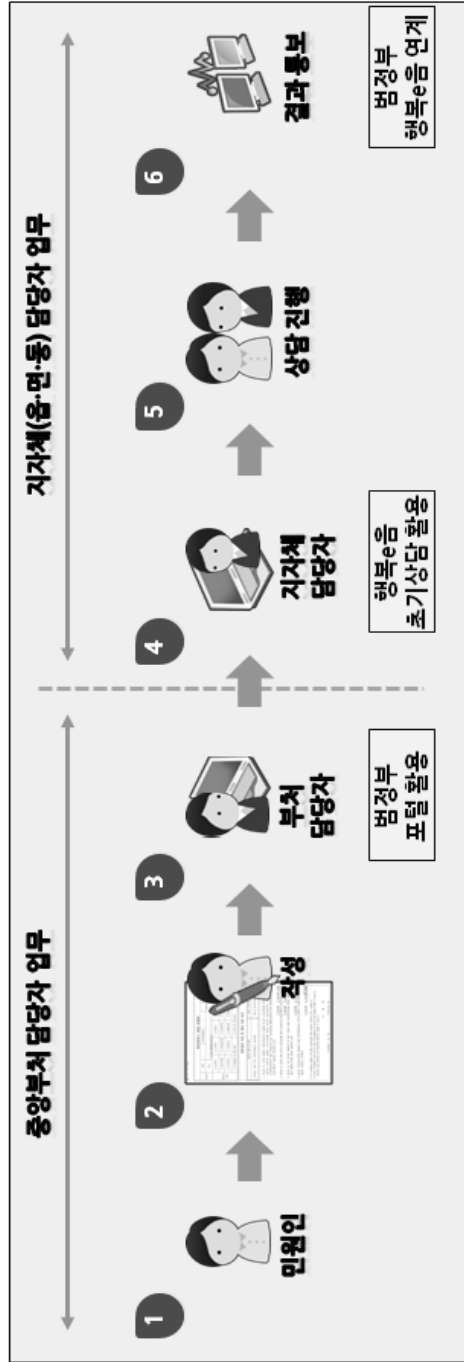 중앙부처 담당자 업무
지자체(읍·면·동) 담당자 업무
1
민원인
2
작성
3
부처
담당자
범정부
포털 활용
4
지자체
담당자
행복e음
초기상담 활용
5
상담 진행
6
결과 통보
범정부
행복e음 연계